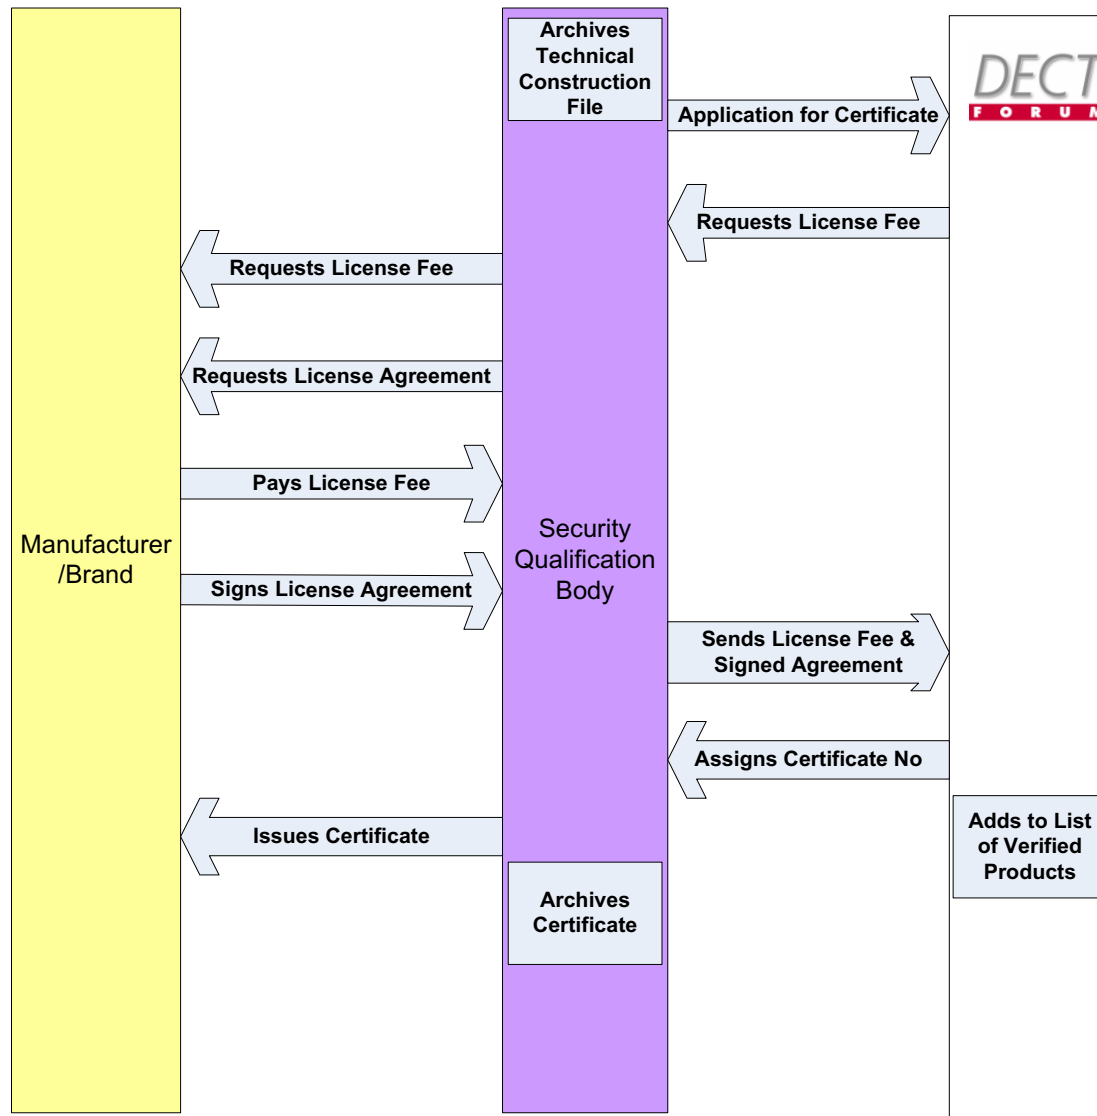 Archives
Technical
Construction
File
DECT
FORUM
Application for Certificate
Requests License Fee
Requests License Fee
Requests License Agreement
Pays License Fee
Manufacturer
/Brand
Security
Qualification
Body
Signs License Agreement
Sends License Fee &
Signed Agreement
Assigns Certificate No
Issues Certificate
Adds to List
of Verified
Products
Archives
Certificate